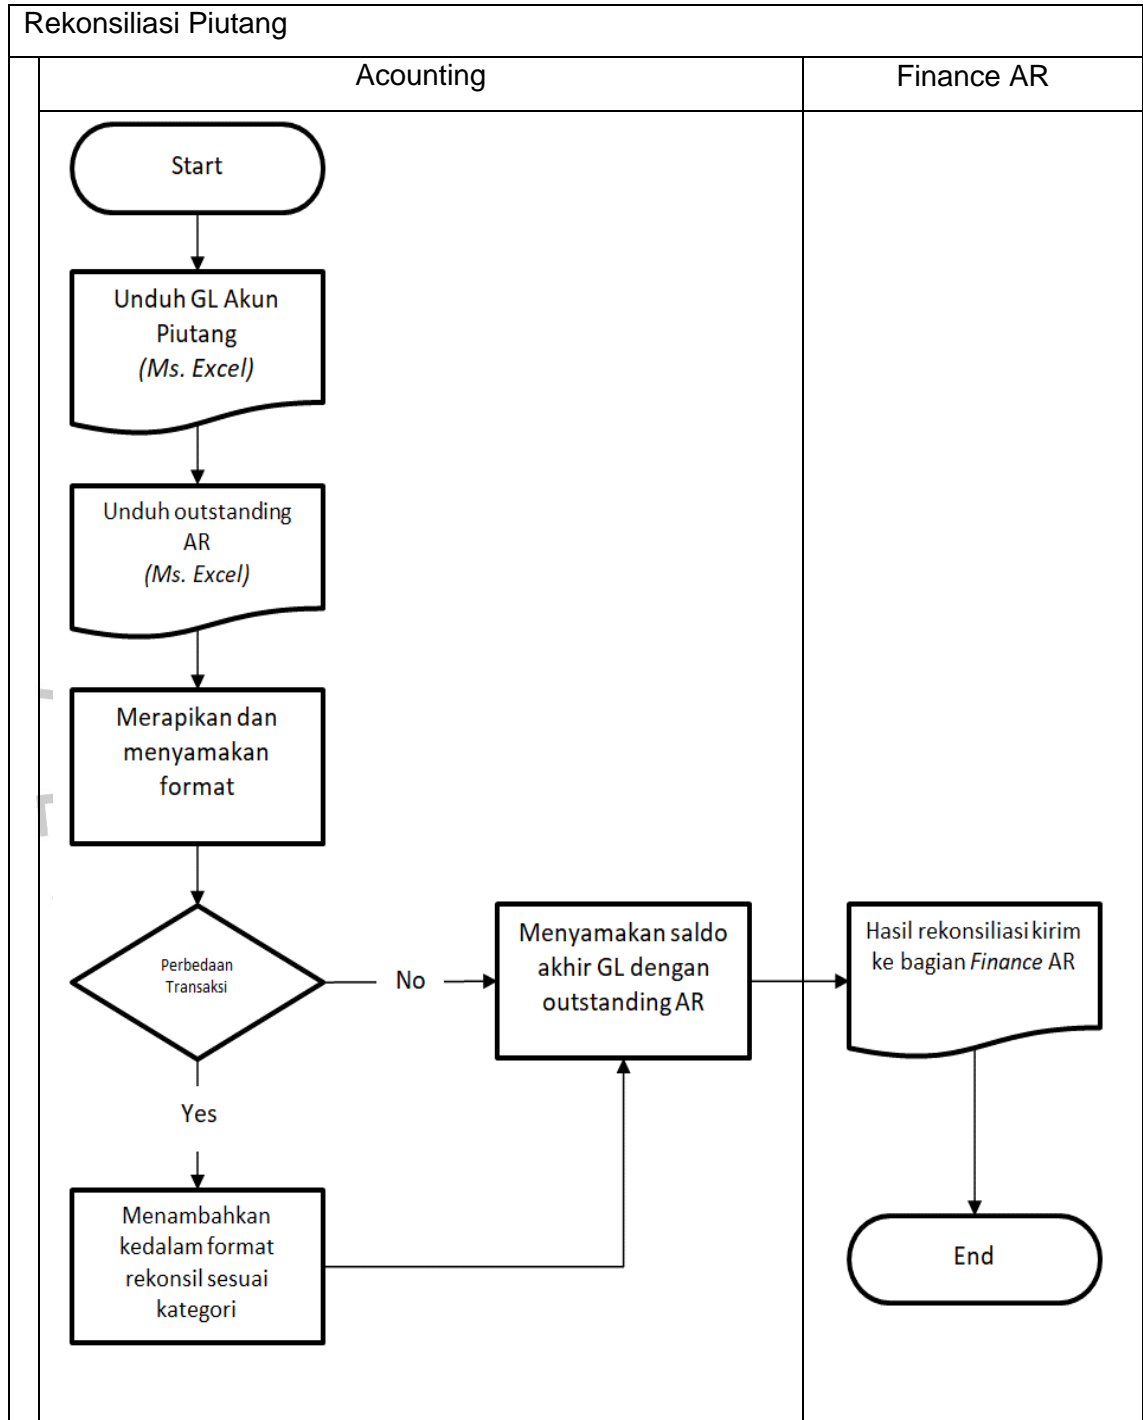 Rekonsiliasi Piutang
Acounting
Finance AR
Start
Unduh GL Akun
Piutang
(Ms. Excel)
Unduh outstanding
AR
(Ms. Excel)
Merapikan dan
menyamakan
format
Perbedaan
Transaksi
No
Menyamakan saldo
akhir GL dengan
outstanding AR
Hasil rekonsiliasi kirim
ke bagian Finance AR
Yes
Menambahkan
kedalam format
rekonsil sesuai
kategori
End